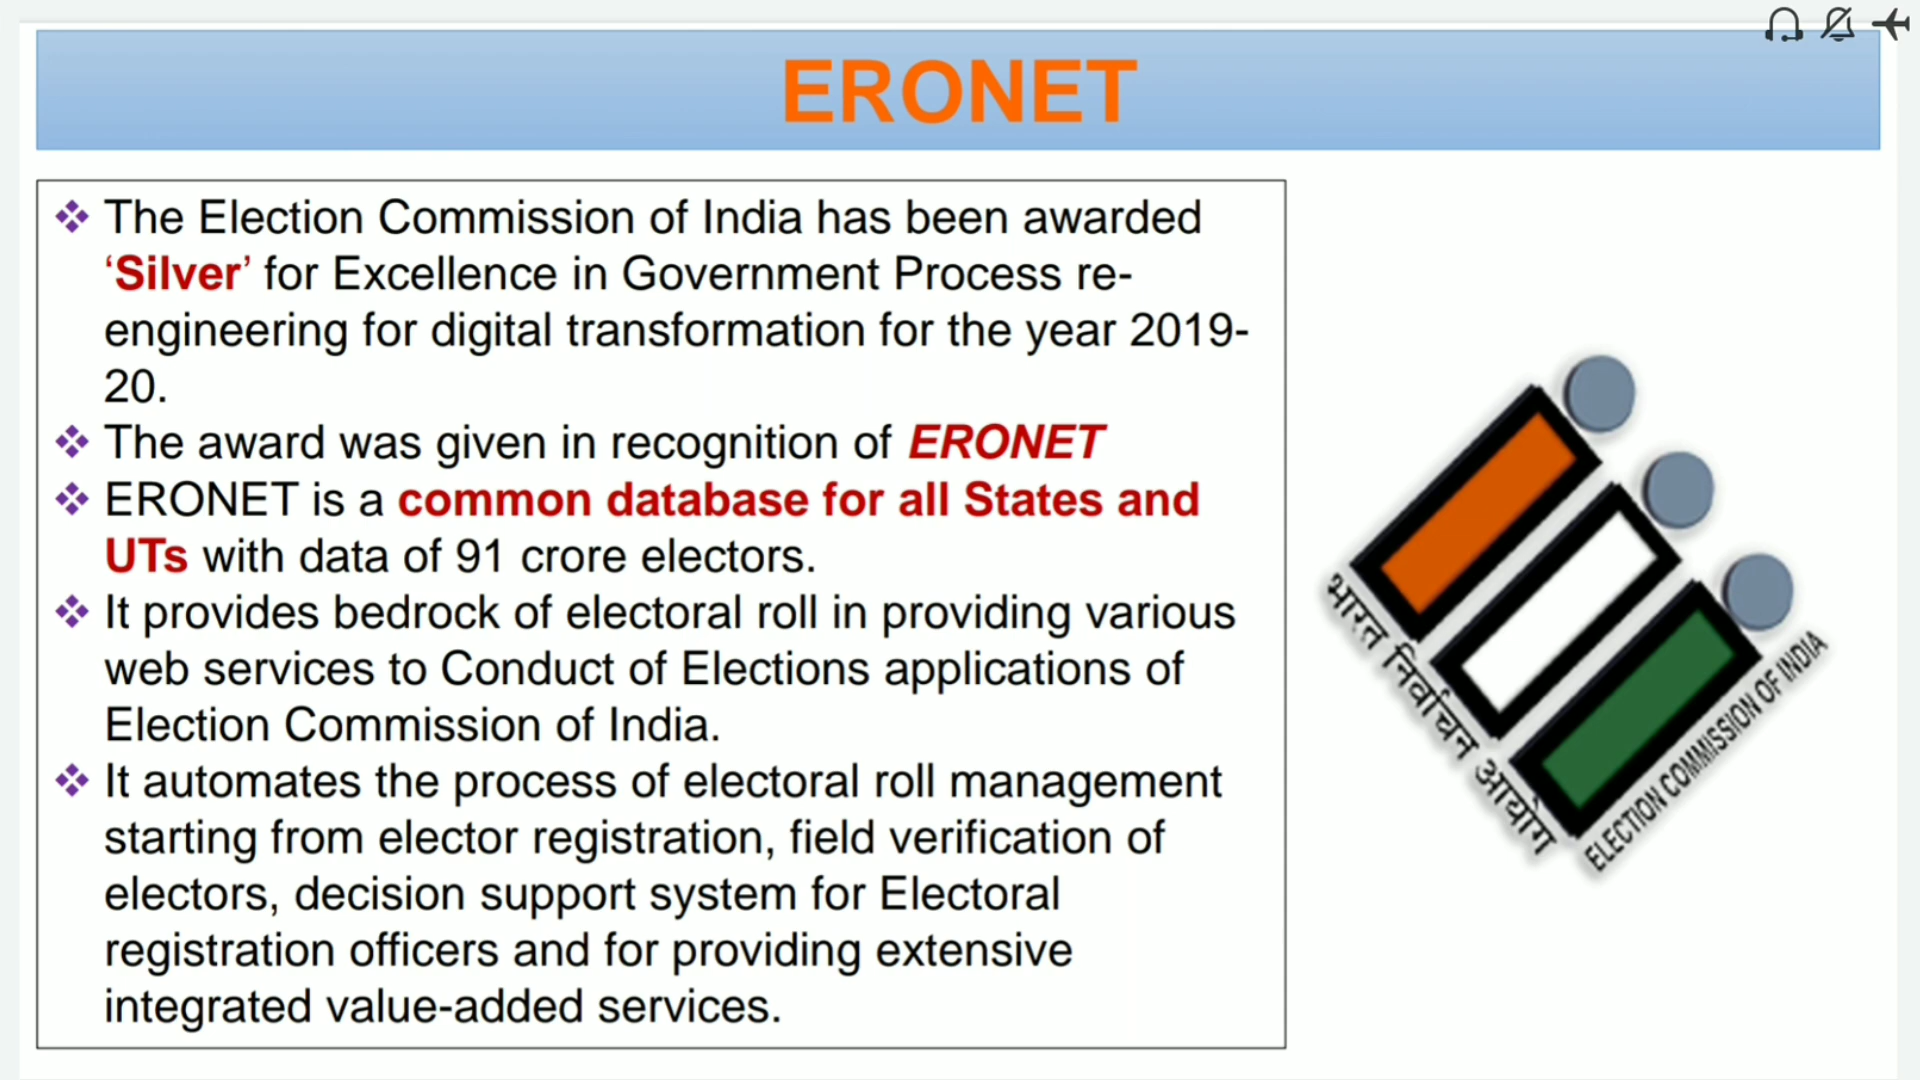 ERONET
The Election Commission of India has been awarded
‘Silver’ for Excellence in Government Process re-
engineering for digital transformation for the year 2019-
20.
The award was given in recognition of ERONET
ERONET is a common database for all States and
UTs with data of 91 crore electors.
It provides bedrock of electoral roll in providing various
web services to Conduct of Elections applications of
Election Commission of India.
It automates the process of electoral roll management
starting from elector registration, field verification of
electors, decision support system for Electoral
registration officers and for providing extensive
integrated value-added services.
भारत निर्वाचन आयोग
ELECTION COMMISSION OF INDIA